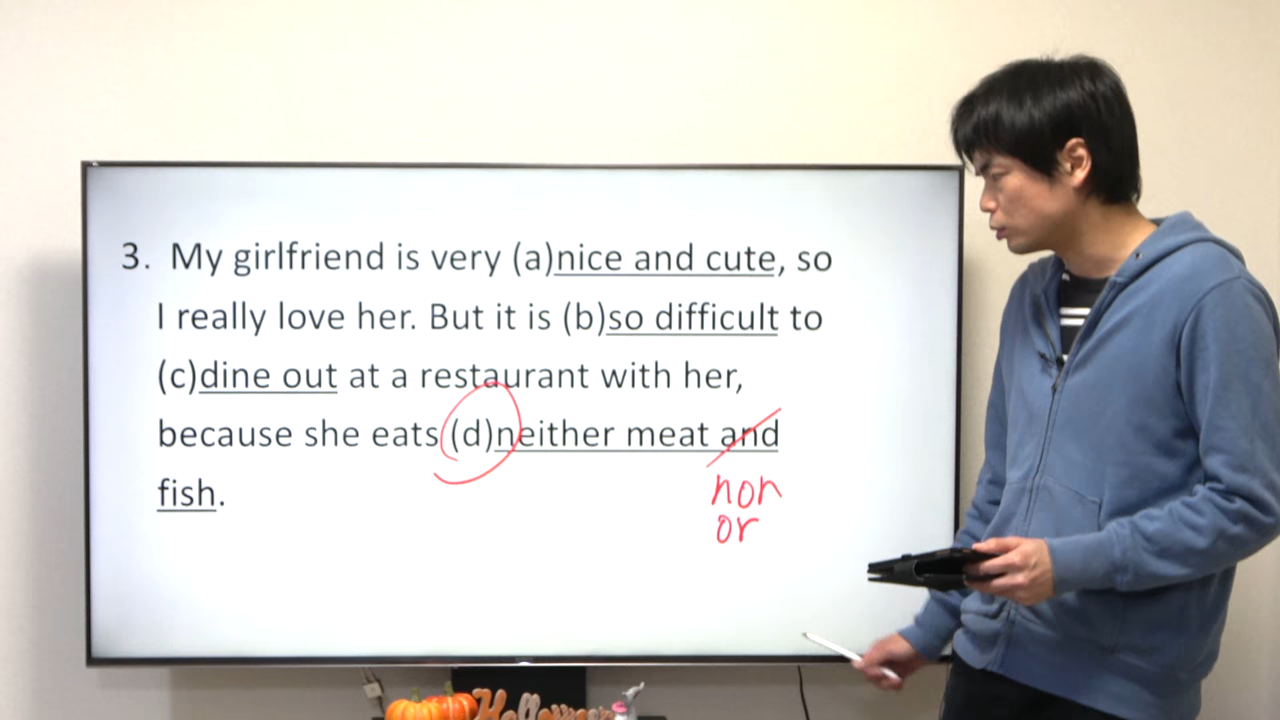 3. My girlfriend is very (a)nice and cute, so
I really love her. But it is (b)so difficult to
(c)dine out at a restaurant with her,
because she eats (d)neither meat and
fish.
nor
or
Halloween